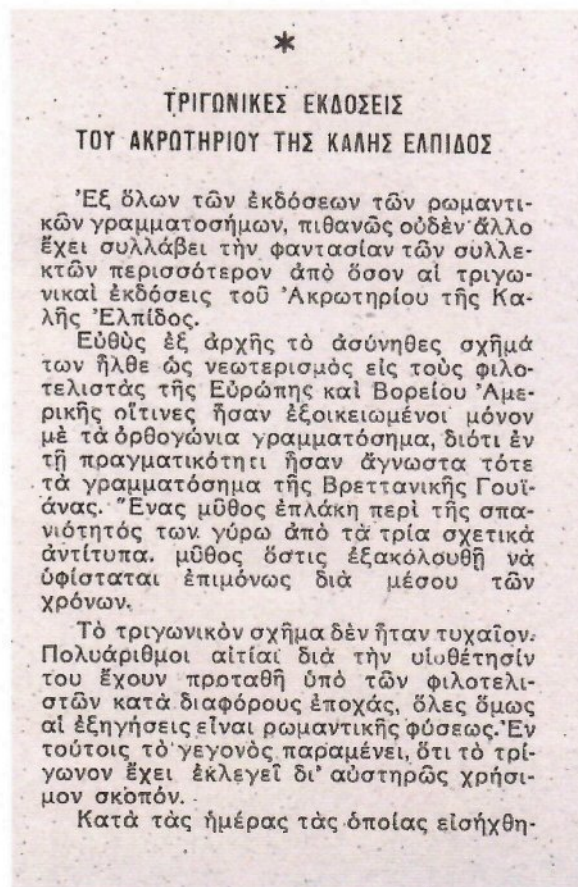 *
ΤΡΙΓΩΝΙΚΕΣ ΕΚΔΟΣΕΙΣ
ΤΟΥ ΑΚΡΩΤΗΡΙΟΥ ΤΗΣ ΚΑΛΗΣ ΕΛΠΙΔΟΣ
Ἐξ ὅλων τῶν ἐκδόσεων τῶν ρωμαντι-
κῶν γραμματοσήμων, πιθανῶς οὐδὲν ἄλλο
ἔχει συλλάβει τὴν φαντασίαν τῶν συλλε-
κτῶν περισσότερον ἀπὸ ὅσον αἱ τριγω-
νικαὶ ἐκδόσεις τοῦ Ἀκρωτηρίου τῆς Κα-
λῆς Ἐλπίδος.
Εὐθὺς ἐξ ἀρχῆς τὸ ἀσύνηθες σχῆμά
των ἦλθε ὡς νεωτερισμὸς εἰς τοὺς φιλο-
τελιστὰς τῆς Εὐρώπης καὶ Βορείου Ἀμε-
ρικῆς οἵτινες ἦσαν ἐξοικειωμένοι μόνον
μὲ τὰ ὀρθογώνια γραμματόσημα, διότι ἐν
τῇ πραγματικότητι ἦσαν ἄγνωστα τότε
τὰ γραμματόσημα τῆς Βρεττανικῆς Γουϊ-
άνας. Ἕνας μῦθος ἐπλάκη περὶ τῆς σπα-
νιότητός των. γύρω ἀπὸ τὰ τρία σχετικὰ
ἀντίτυπα. μῦθος ὅστις ἐξακόλουθῇ νὰ
ὑφίσταται ἐπιμόνως διὰ μέσου τῶν
χρόνων.
Τὸ τριγωνικὸν σχῆμα δὲν ἦταν τυχαῖον.
Πολυάριθμοι αἰτίαι διὰ τὴν υἱοθέτησίν
του ἔχουν προταθῆ ὑπὸ τῶν φιλοτελι-
στῶν κατὰ διαφόρους ἐποχάς, ὅλες ὅμως
αἱ ἐξηγήσεις εἶναι ρωμαντικῆς φύσεως. Ἐν
τούτοις τὸ γεγονὸς παραμένει, ὅτι τὸ τρί-
γωνον ἔχει ἐκλεγεῖ δι' αὐστηρῶς χρήσι-
μον σκοπόν.
Κατὰ τὰς ἡμέρας τὰς ὁποίας εἰσήχθη-